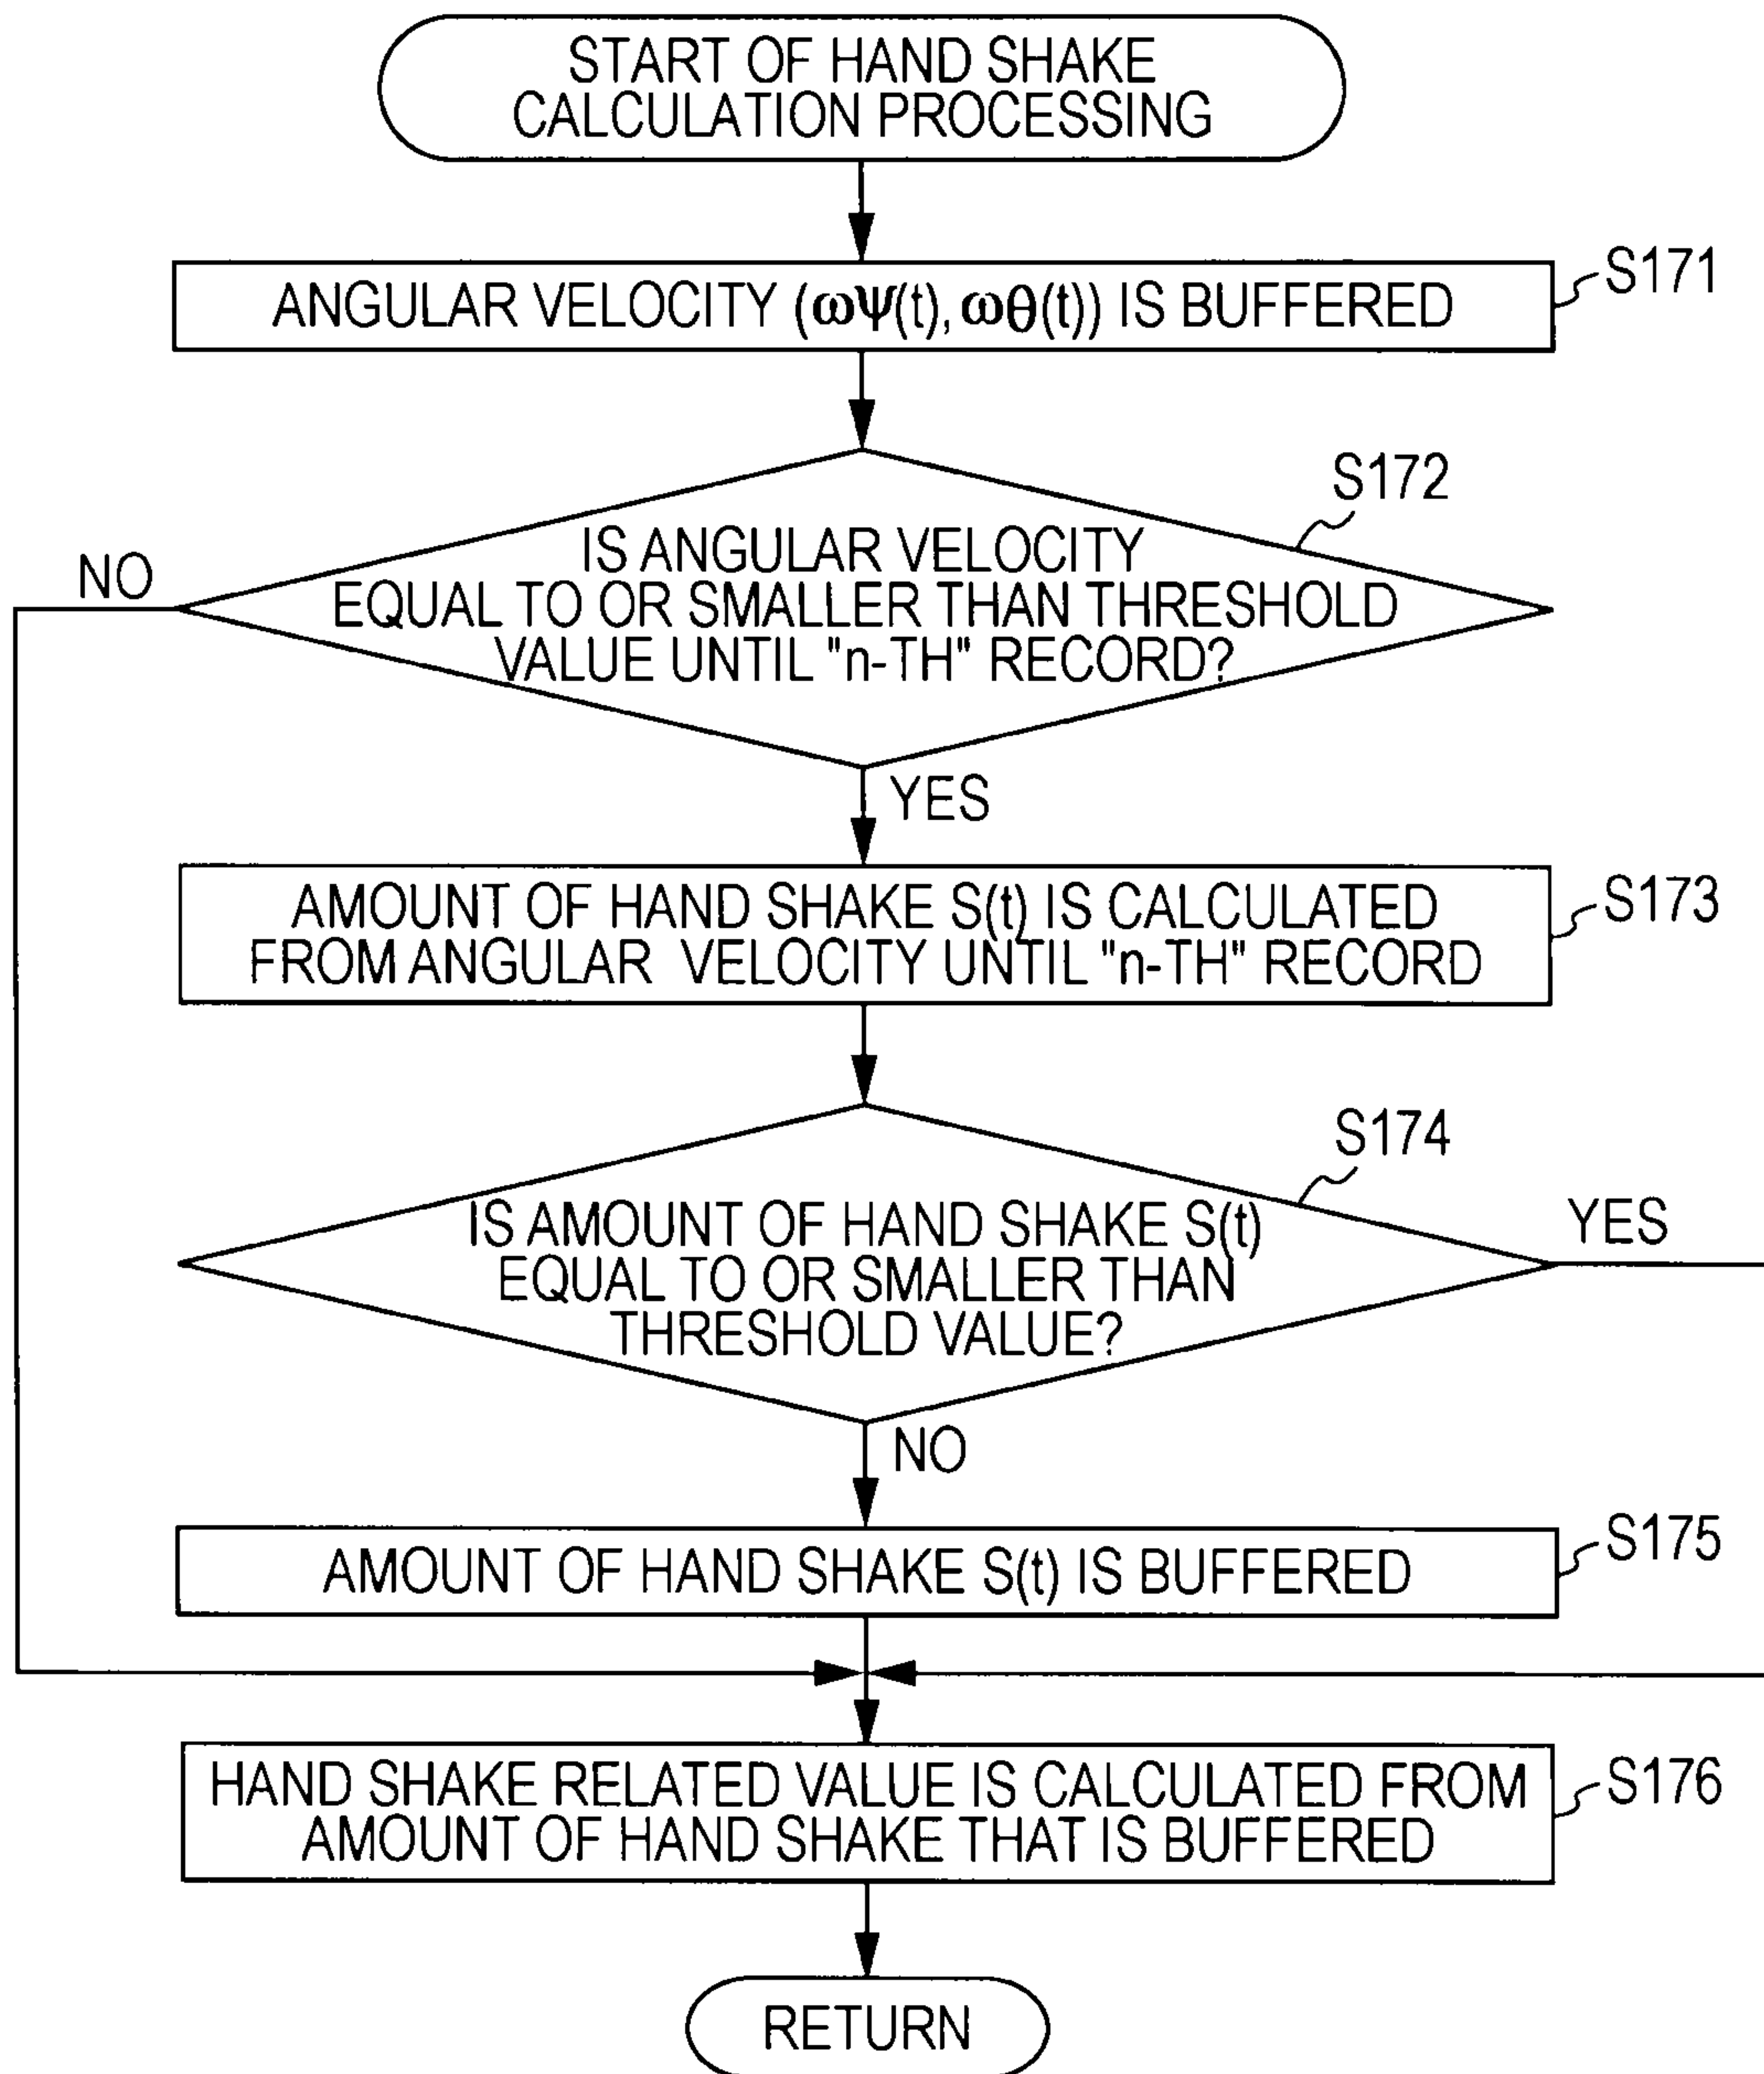 START OF HAND SHAKE
CALCULATION PROCESSING
ANGULAR VELOCITY (ωΨ(t), ωθ(t)) IS BUFFERED
S171
S172
IS ANGULAR VELOCITY
EQUAL TO OR SMALLER THAN THRESHOLD
VALUE UNTIL "n-TH" RECORD?
NO
YES
AMOUNT OF HAND SHAKE S(t) IS CALCULATED
FROM ANGULAR VELOCITY UNTIL "n-TH" RECORD
S173
S174
IS AMOUNT OF HAND SHAKE S(t)
EQUAL TO OR SMALLER THAN
THRESHOLD VALUE?
YES
NO
AMOUNT OF HAND SHAKE S(t) IS BUFFERED
S175
HAND SHAKE RELATED VALUE IS CALCULATED FROM
AMOUNT OF HAND SHAKE THAT IS BUFFERED
S176
RETURN